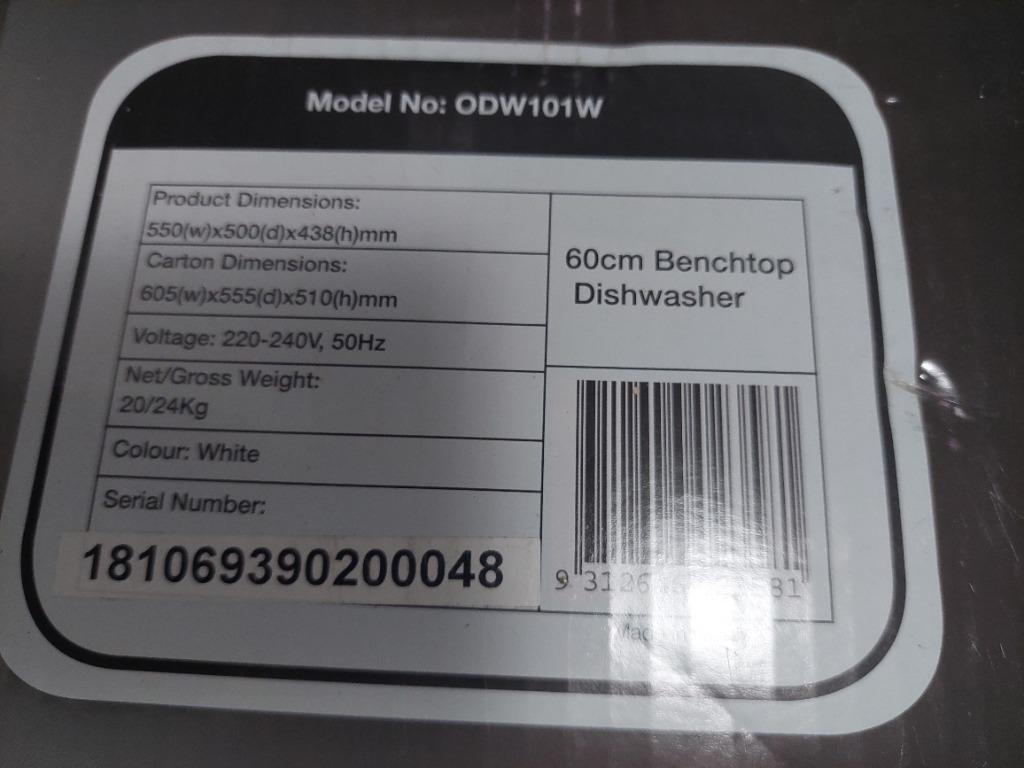 Model No: ODW101W
Product Dimensions:
550(w)x500(d)x438(h)mm
Carton Dimensions:
605(w)x555(d)x510(h)mm
Voltage: 220-240V, 50Hz
Net/Gross Weight:
20/24Kg
Colour: White
Serial Number:
181069390200048
60cm Benchtop
Dishwasher